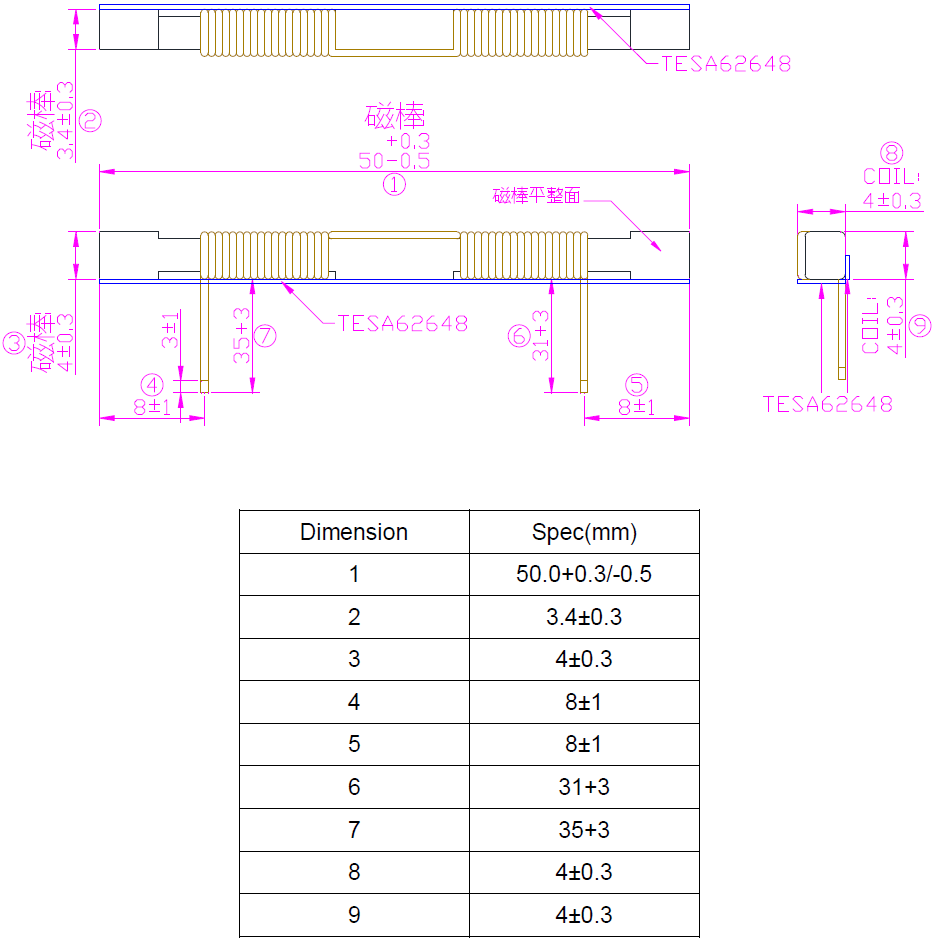 TESA62648
磁棒
3.4±0.3
②
磁棒
+0.3
50-0.5
①
磁棒平整面
⑧
COIL:
4±0.3
③
磁棒
4±0.3
3±1
35+3
⑦
TESA62648
⑥
31+3
COIL:
4±0.3
⑨
④
8±1
⑤
8±1
TESA62648
Dimension Spec(mm)
1 50.0+0.3/-0.5
2 3.4±0.3
3 4±0.3
4 8±1
5 8±1
6 31+3
7 35+3
8 4±0.3
9 4±0.3